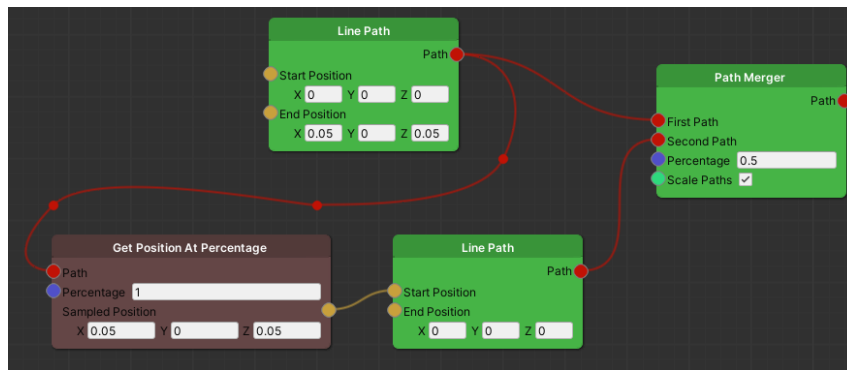 Line Path
Path
Start Position
X 0 Y 0 Z 0
End Position
X 0.05 Y 0 Z 0.05
Path Merger
Path
First Path
Second Path
Percentage 0.5
Scale Paths
Get Position At Percentage
Path
Percentage 1
Sampled Position
X 0.05 Y 0 Z 0.05
Line Path
Path
Start Position
End Position
X 0 Y 0 Z 0